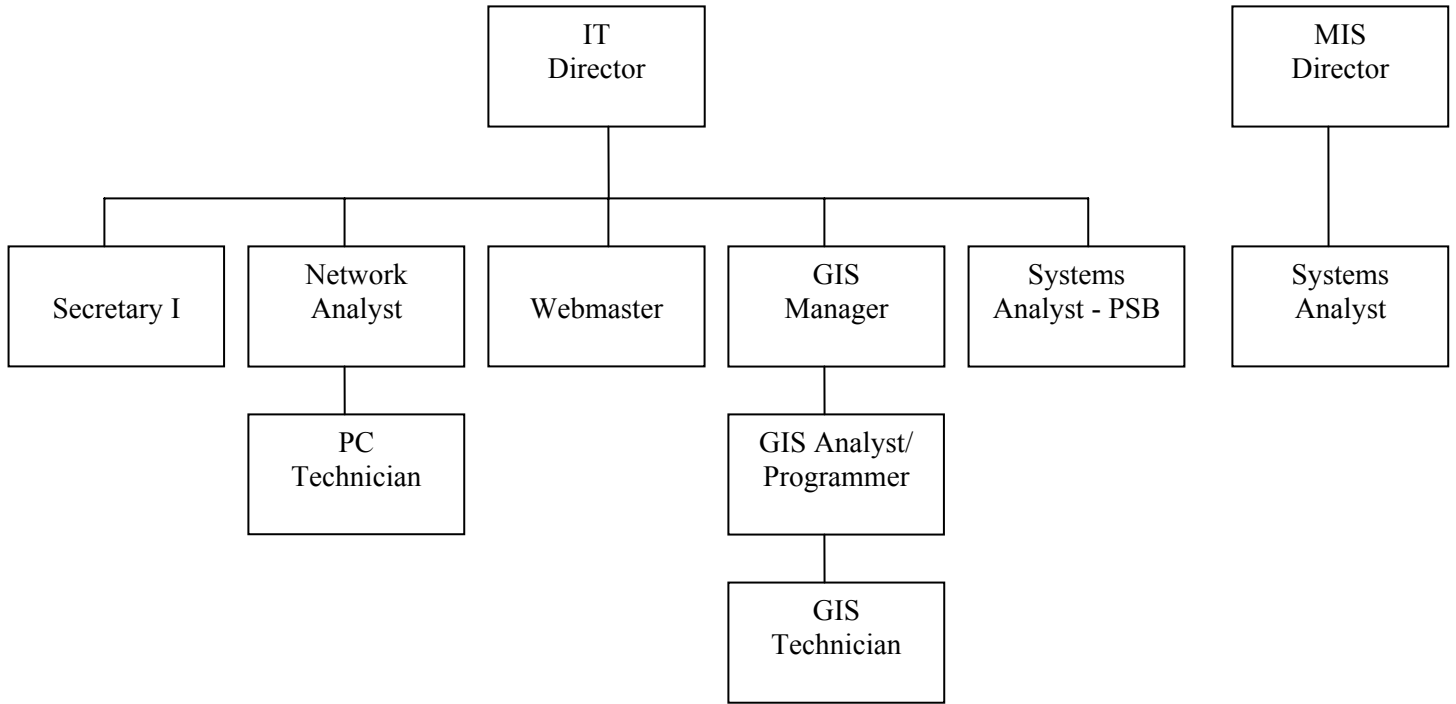 IT
Director
MIS
Director
Secretary I
Network
Analyst
Webmaster
GIS
Manager
Systems
Analyst - PSB
Systems
Analyst
PC
Technician
GIS Analyst/
Programmer
GIS
Technician